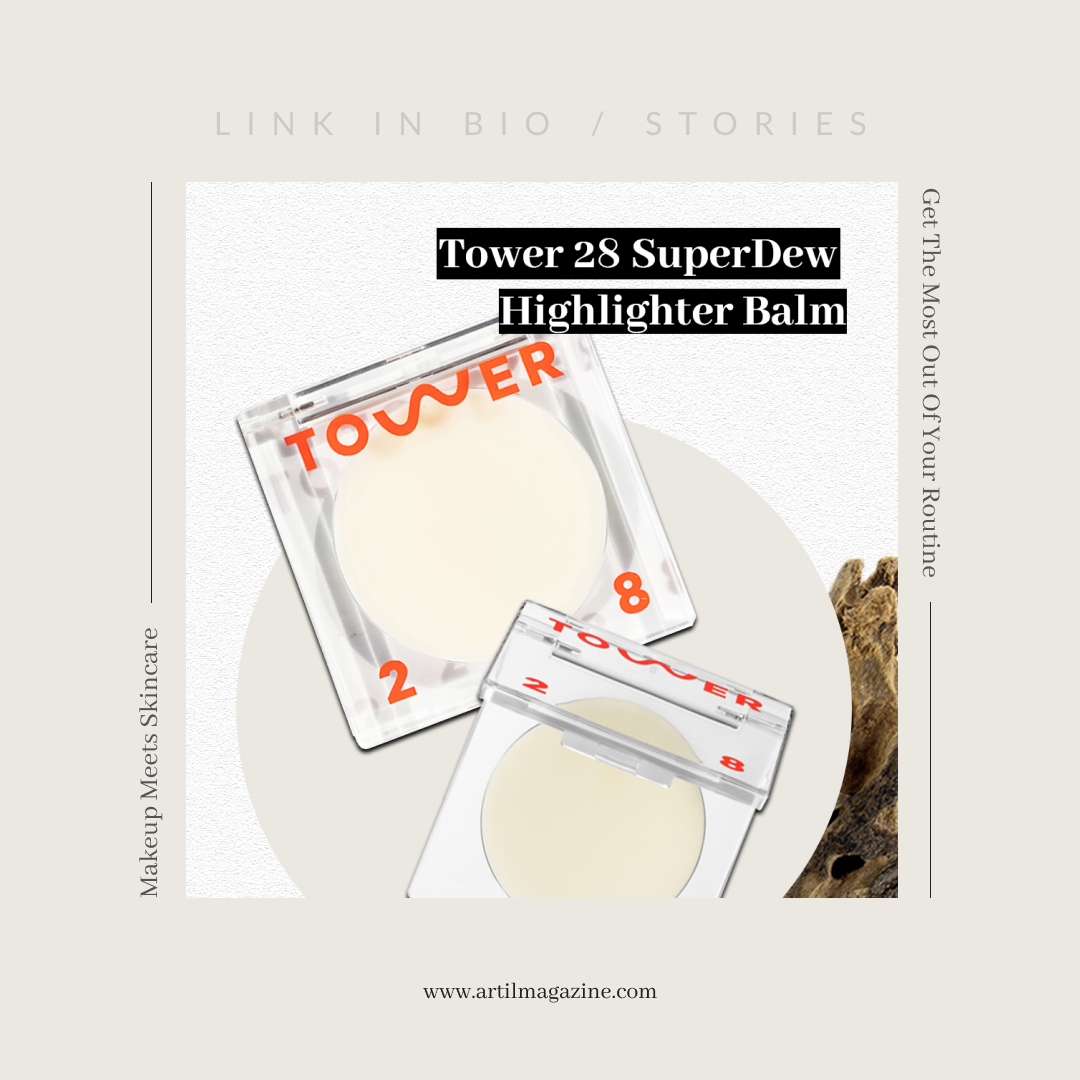 LINK IN BIO / STORIES
Tower 28 SuperDew
Highlighter Balm
TOWER
2
8
TOWER
2
8
Makeup Meets Skincare
Get The Most Out Of Your Routine
www.artilmagazine.com